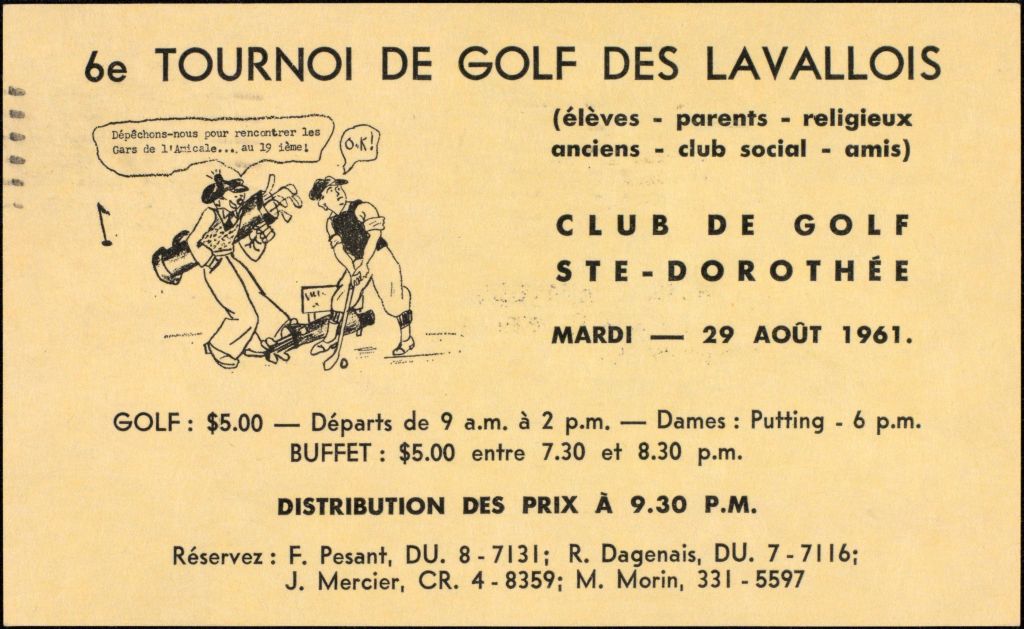 6e TOURNOI DE GOLF DES LAVALLOIS
(élèves - parents - religieux
anciens - club social - amis)
Dépêchons-nous pour rencontrer les
Gars de l'Amicale... au 19 ième!
O.K!
CLUB DE GOLF
STE-DOROTHÉE
MARDI — 29 AOÛT 1961.
GOLF : $5.00 — Départs de 9 a.m. à 2 p.m. — Dames : Putting - 6 p.m.
BUFFET : $5.00 entre 7.30 et 8.30 p.m.
DISTRIBUTION DES PRIX À 9.30 P.M.
Réservez : F. Pesant, DU. 8-7131; R. Dagenais, DU. 7-7116;
J. Mercier, CR. 4-8359; M. Morin, 331-5597